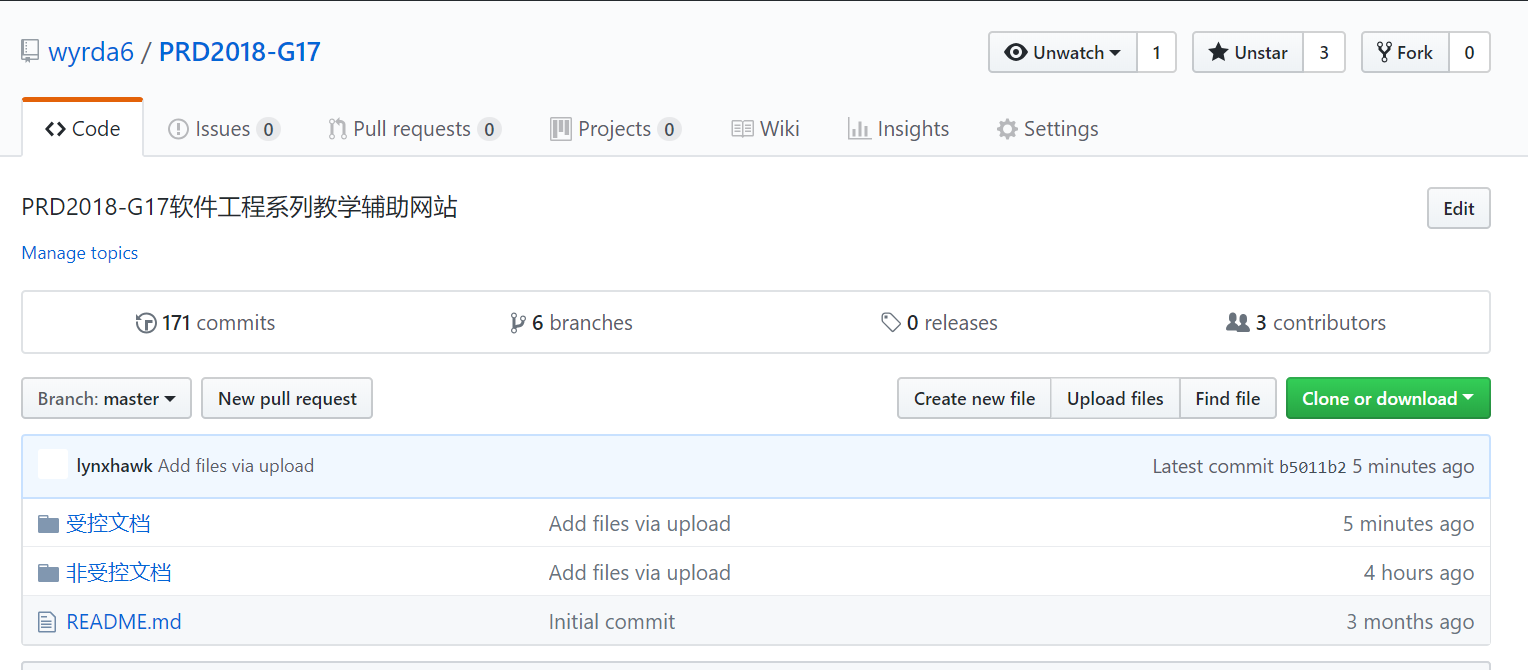 wyrda6 / PRD2018-G17 Unwatch 1 Unstar 3 Fork 0
Code Issues 0 Pull requests 0 Projects 0 Wiki Insights Settings
PRD2018-G17软件工程系列教学辅助网站 Edit
Manage topics
171 commits 6 branches 0 releases 3 contributors
Branch: master New pull request Create new file Upload files Find file Clone or download
lynxhawk Add files via upload Latest commit b5011b2 5 minutes ago
受控文档 Add files via upload 5 minutes ago
非受控文档 Add files via upload 4 hours ago
README.md Initial commit 3 months ago